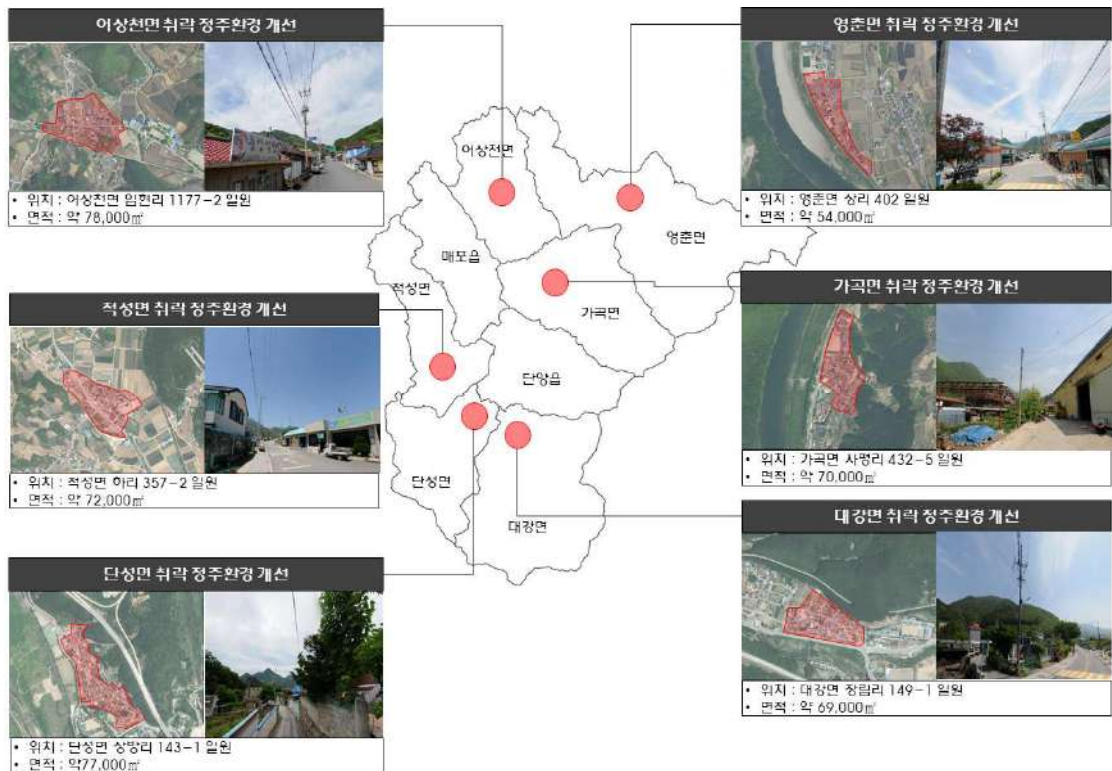 어상천면 취락 정주환경 개선
• 위치 : 어상천면 임현리 1177-2 일원
• 면적 : 약 78,000㎡
적성면 취락 정주환경 개선
• 위치 : 적성면 하리 357-2 일원
• 면적 : 약 72,000㎡
단성면 취락 정주환경 개선
• 위치 : 단성면 상방리 143-1 일원
• 면적 : 약77,000㎡
어상천면
영춘면
매포읍
적성면
가곡면
단양읍
단성면
대강면
영춘면 취락 정주환경 개선
• 위치 : 영춘면 상리 402 일원
• 면적 : 약 54,000㎡
가곡면 취락 정주환경 개선
• 위치 : 가곡면 사평리 432-5 일원
• 면적 : 약 70,000㎡
대강면 취락 정주환경 개선
• 위치 : 대강면 장림리 149-1 일원
• 면적 : 약 69,000㎡